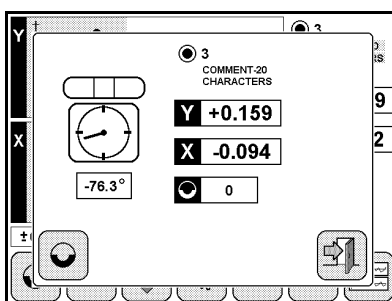 Y
3
3
COMMENT-20
CHARACTERS
Y +0.159
9
X
X -0.094
2
-76.3°
0